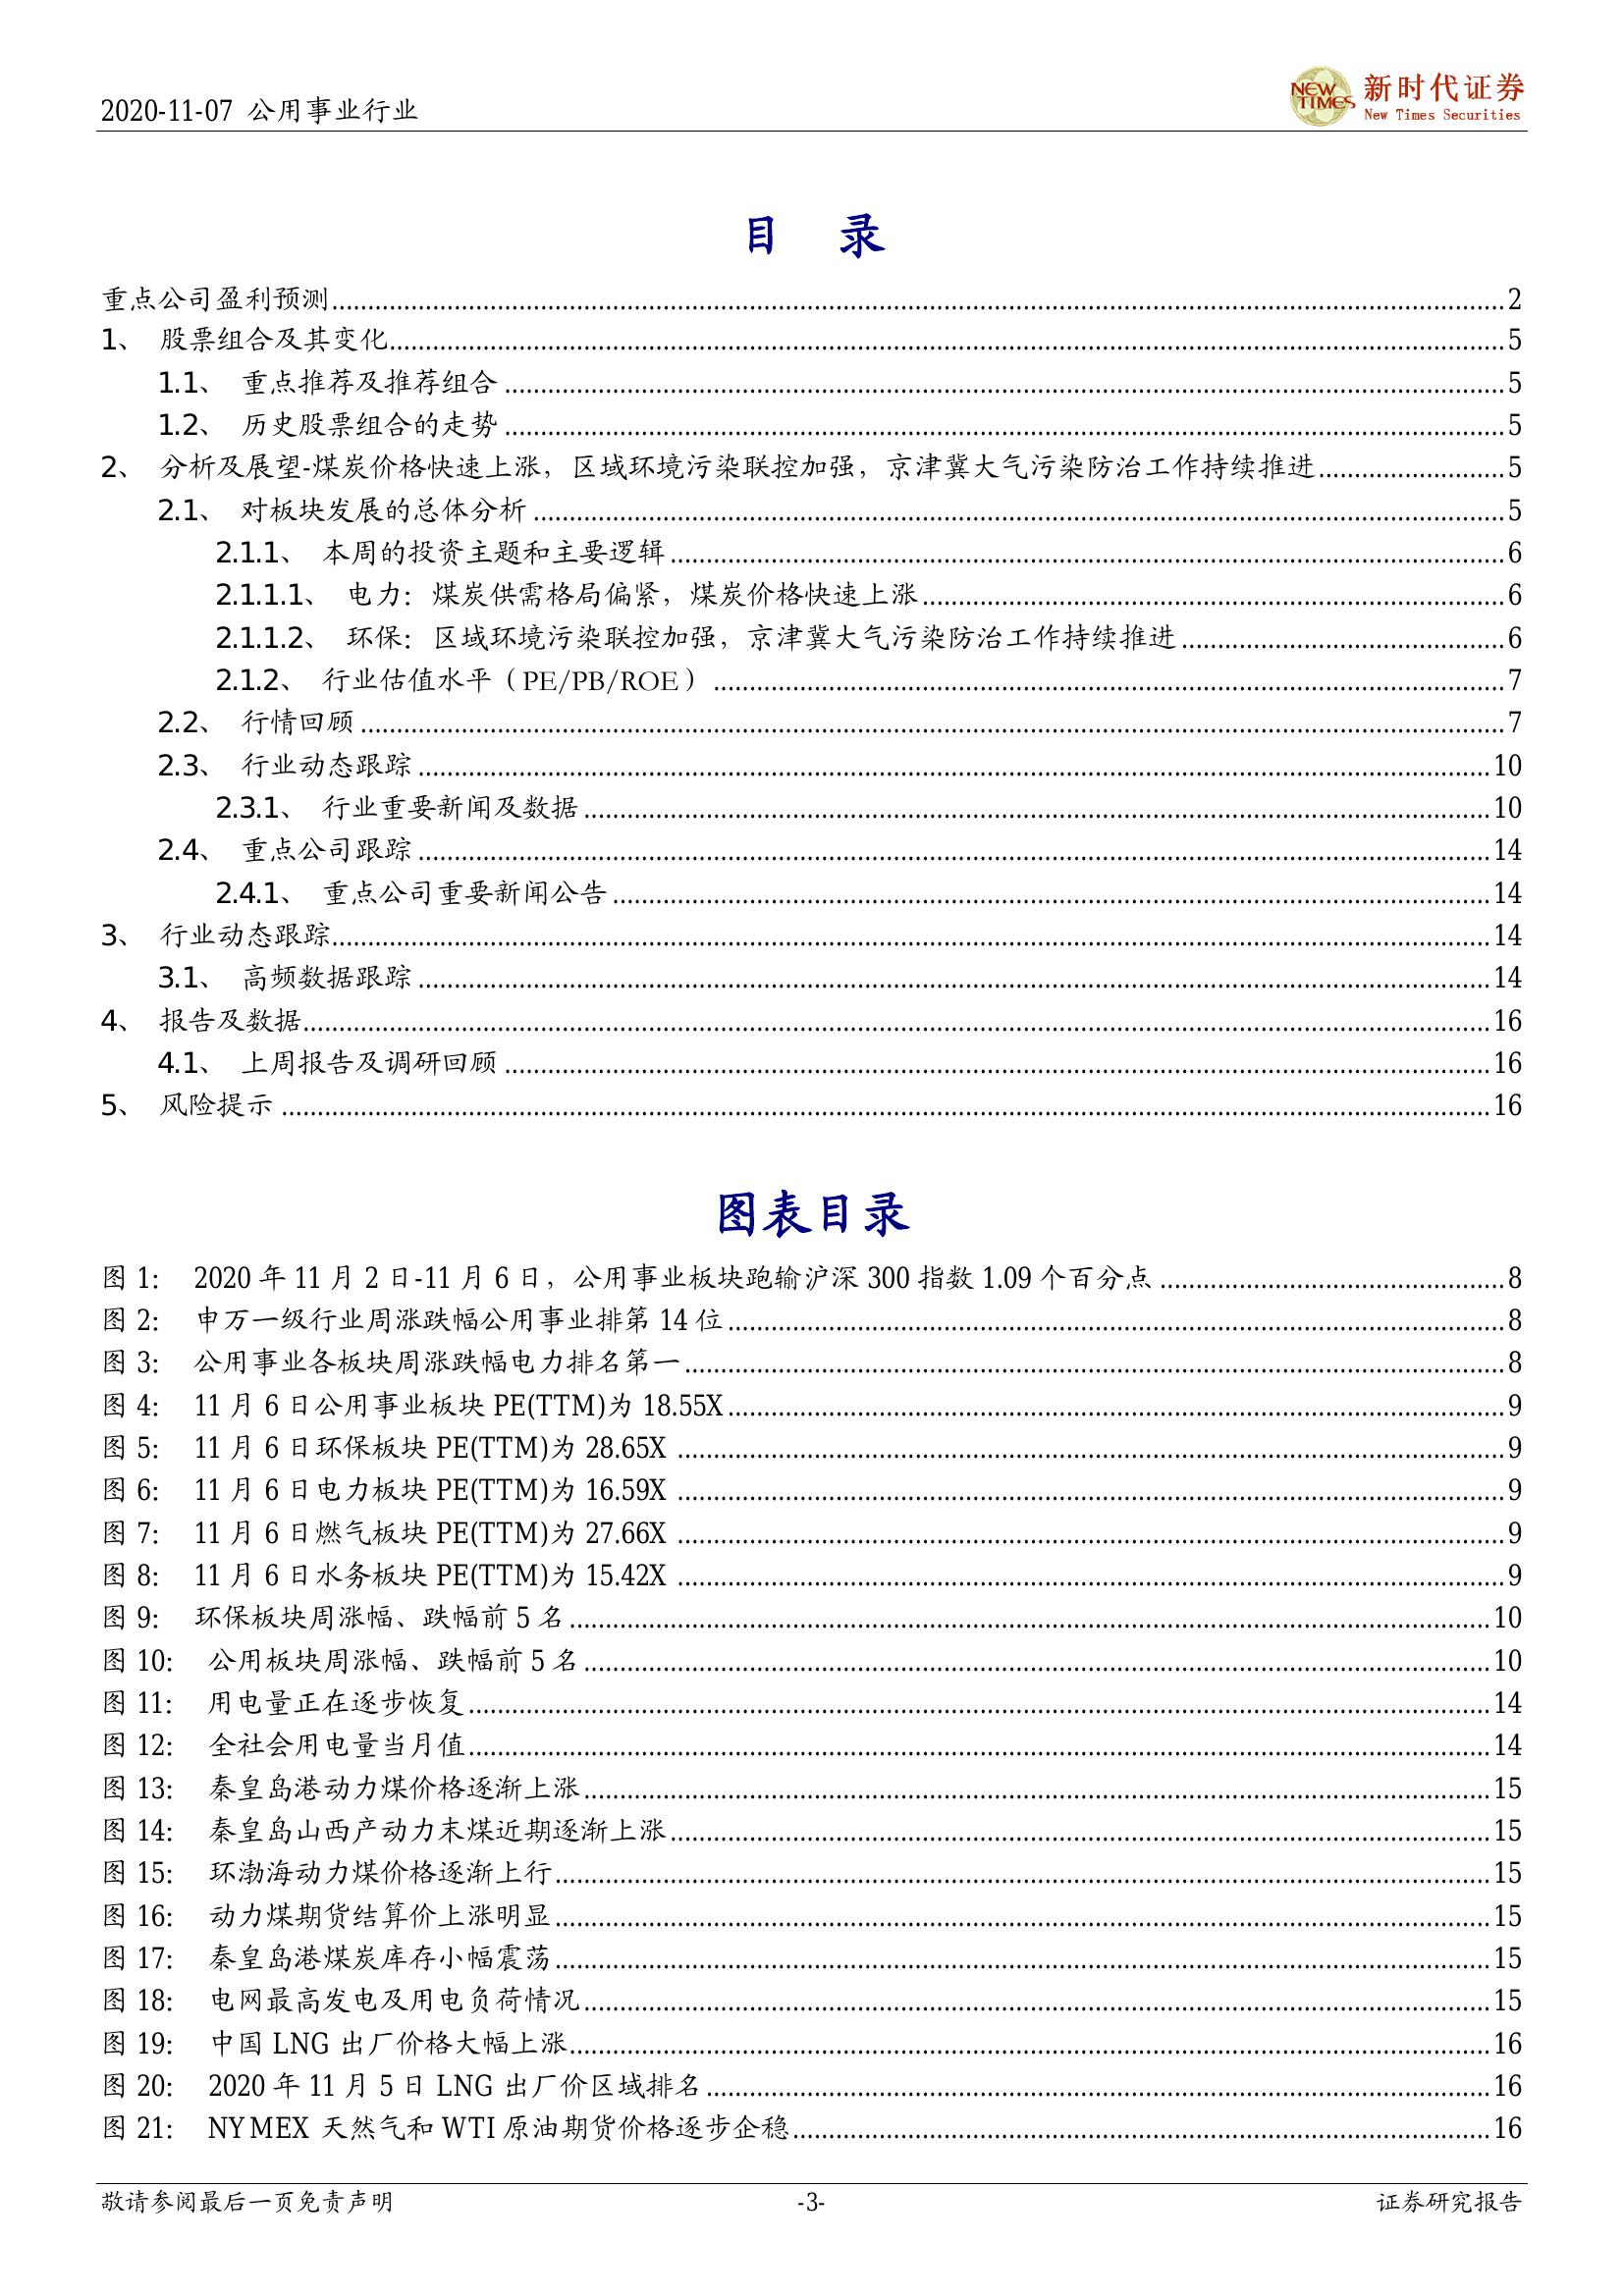 2020-11-07 公用事业行业
NEW TIMES 新时代证券
New Times Securities
目 录
重点公司盈利预测....................2
1、 股票组合及其变化....................5
1.1、 重点推荐及推荐组合....................5
1.2、 历史股票组合的走势....................5
2、 分析及展望-煤炭价格快速上涨，区域环境污染联控加强，京津冀大气污染防治工作持续推进....................5
2.1、 对板块发展的总体分析....................5
2.1.1、 本周的投资主题和主要逻辑....................6
2.1.1.1、 电力：煤炭供需格局偏紧，煤炭价格快速上涨....................6
2.1.1.2、 环保：区域环境污染联控加强，京津冀大气污染防治工作持续推进....................6
2.1.2、 行业估值水平（PE/PB/ROE）....................7
2.2、 行情回顾....................7
2.3、 行业动态跟踪....................10
2.3.1、 行业重要新闻及数据....................10
2.4、 重点公司跟踪....................14
2.4.1、 重点公司重要新闻公告....................14
3、 行业动态跟踪....................14
3.1、 高频数据跟踪....................14
4、 报告及数据....................16
4.1、 上周报告及调研回顾....................16
5、 风险提示....................16
图表目录
图 1: 2020 年 11 月 2 日-11 月 6 日，公用事业板块跑输沪深 300 指数 1.09 个百分点....................8
图 2: 申万一级行业周涨跌幅公用事业排第 14 位....................8
图 3: 公用事业各板块周涨跌幅电力排名第一....................8
图 4: 11 月 6 日公用事业板块 PE(TTM)为 18.55X....................9
图 5: 11 月 6 日环保板块 PE(TTM)为 28.65X....................9
图 6: 11 月 6 日电力板块 PE(TTM)为 16.59X....................9
图 7: 11 月 6 日燃气板块 PE(TTM)为 27.66X....................9
图 8: 11 月 6 日水务板块 PE(TTM)为 15.42X....................9
图 9: 环保板块周涨幅、跌幅前 5 名....................10
图 10: 公用板块周涨幅、跌幅前 5 名....................10
图 11: 用电量正在逐步恢复....................14
图 12: 全社会用电量当月值....................14
图 13: 秦皇岛港动力煤价格逐渐上涨....................15
图 14: 秦皇岛山西产动力末煤近期逐渐上涨....................15
图 15: 环渤海动力煤价格逐渐上行....................15
图 16: 动力煤期货结算价上涨明显....................15
图 17: 秦皇岛港煤炭库存小幅震荡....................15
图 18: 电网最高发电及用电负荷情况....................15
图 19: 中国 LNG 出厂价格大幅上涨....................16
图 20: 2020 年 11 月 5 日 LNG 出厂价区域排名....................16
图 21: NYMEX 天然气和 WTI 原油期货价格逐步企稳....................16
敬请参阅最后一页免责声明 -3- 证券研究报告